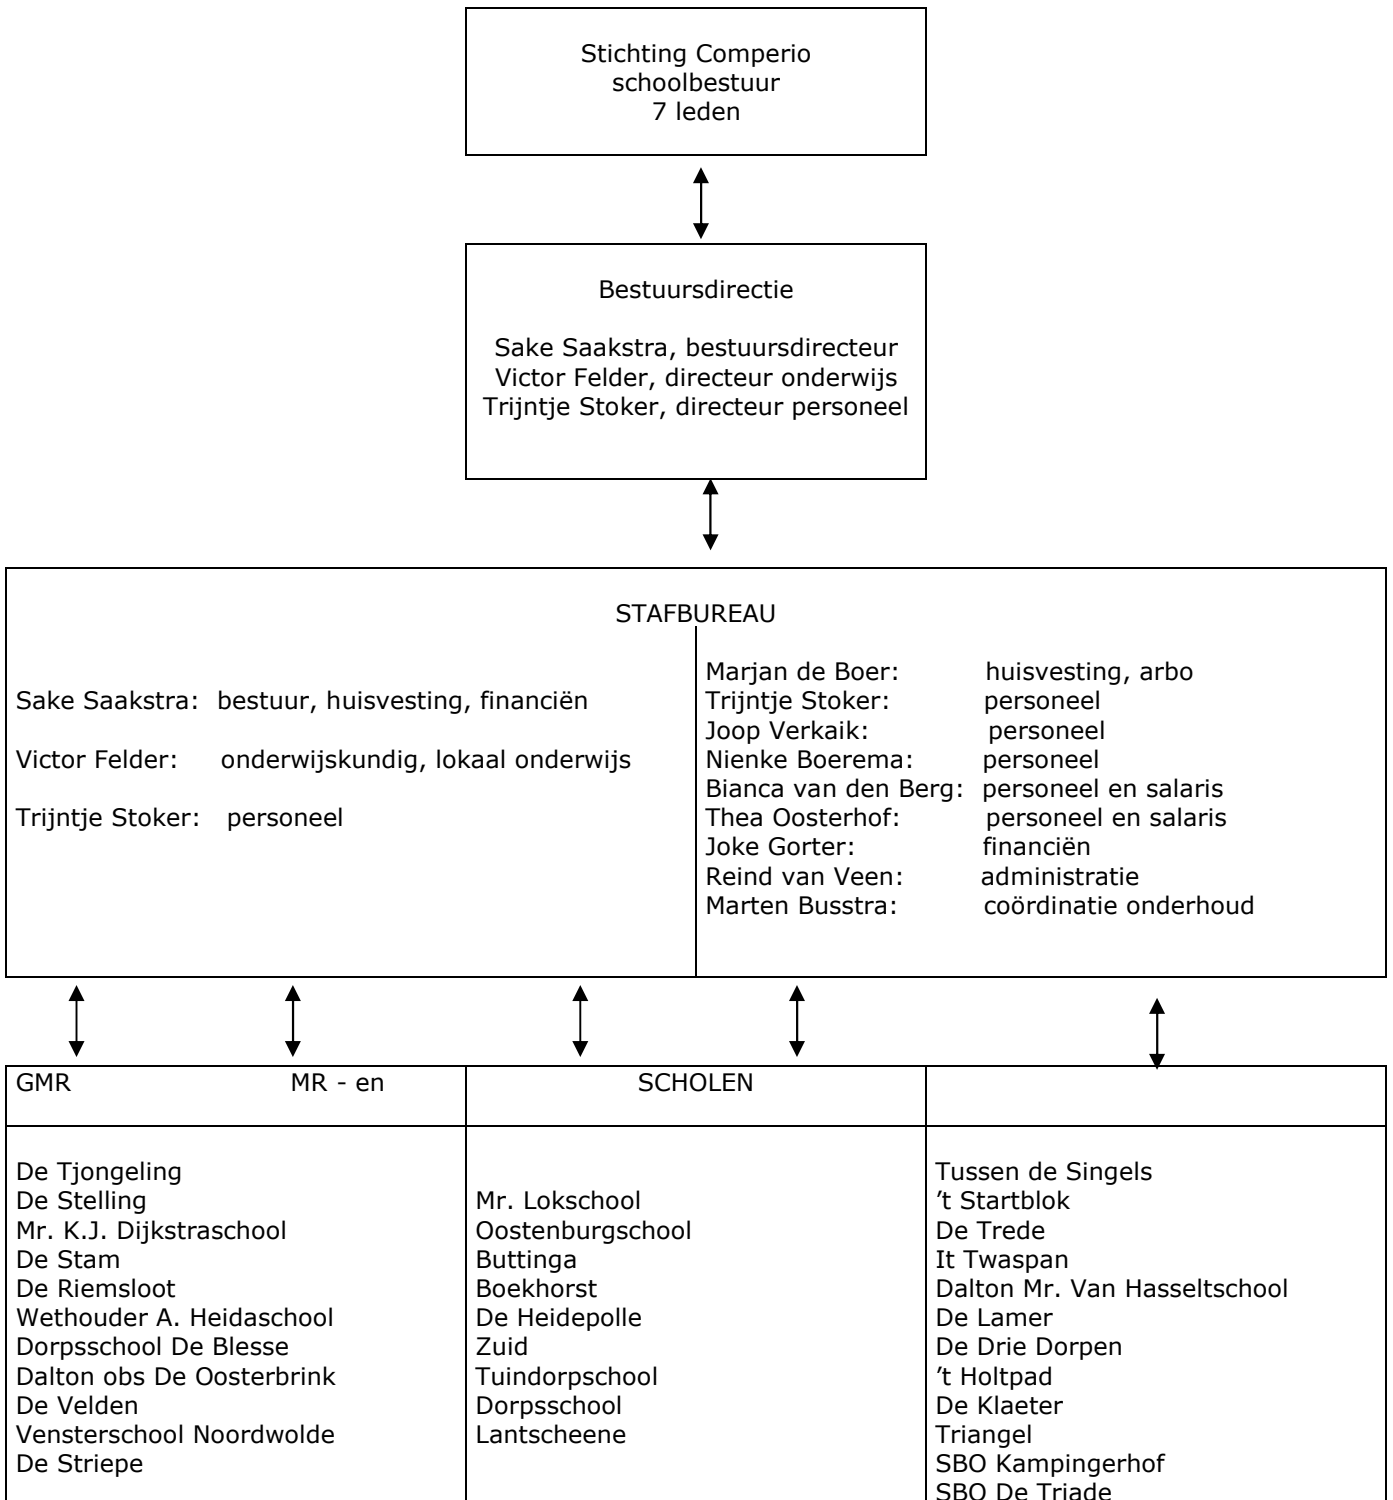 Stichting Comperio
schoolbestuur
7 leden
Bestuursdirectie
Sake Saakstra, bestuursdirecteur
Victor Felder, directeur onderwijs
Trijntje Stoker, directeur personeel
STAFBUREAU
Sake Saakstra: bestuur, huisvesting, financiën
Victor Felder: onderwijskundig, lokaal onderwijs
Trijntje Stoker: personeel
Marjan de Boer: huisvesting, arbo
Trijntje Stoker: personeel
Joop Verkaik: personeel
Nienke Boerema: personeel
Bianca van den Berg: personeel en salaris
Thea Oosterhof: personeel en salaris
Joke Gorter: financiën
Reind van Veen: administratie
Marten Busstra: coördinatie onderhoud
GMR MR - en
SCHOLEN
De Tjongeling
De Stelling
Mr. K.J. Dijkstraschool
De Stam
De Riemsloot
Wethouder A. Heidaschool
Dorpsschool De Blesse
Dalton obs De Oosterbrink
De Velden
Vensterschool Noordwolde
De Striepe
Mr. Lokschool
Oostenburgschool
Buttinga
Boekhorst
De Heidepolle
Zuid
Tuindorpschool
Dorpsschool
Lantscheene
Tussen de Singels
’t Startblok
De Trede
It Twaspan
Dalton Mr. Van Hasseltschool
De Lamer
De Drie Dorpen
’t Holtpad
De Klaeter
Triangel
SBO Kampingerhof
SBO De Triade